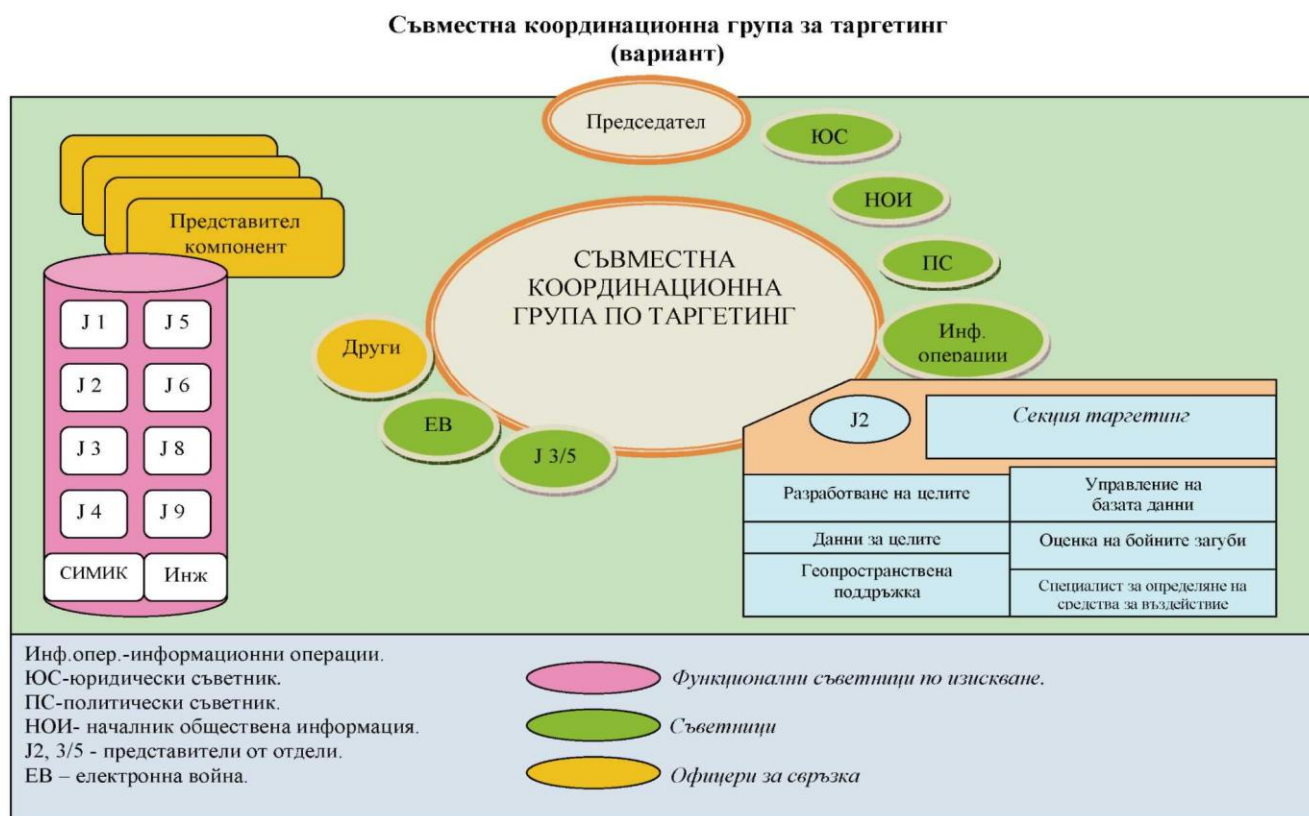 Съвместна координационна група за таргетинг
(вариант)
Председател
ЮС
НОИ
ПС
Инф.
операции
Представител
компонент
СЪВМЕСТНА
КООРДИНАЦИОННА
ГРУПА ПО ТАРГЕТИНГ
J 1
J 5
J 2
J 6
J 3
J 8
J 4
J 9
СИМИК
Инж
Други
ЕВ
J 3/5
J2
Секция таргетинг
Разработване на целите
Управление на
базата данни
Данни за целите
Оценка на бойните загуби
Геопространствена
поддръжка
Специалист за определяне на
средства за въздействие
Инф.опер.-информационни операции.
ЮС-юридически съветник.
ПС-политически съветник.
НОИ- началник обществена информация.
J2, 3/5 - представители от отдели.
ЕВ – електронна война.
Функционални съветници по изискване.
Съветници
Офицери за свръзка